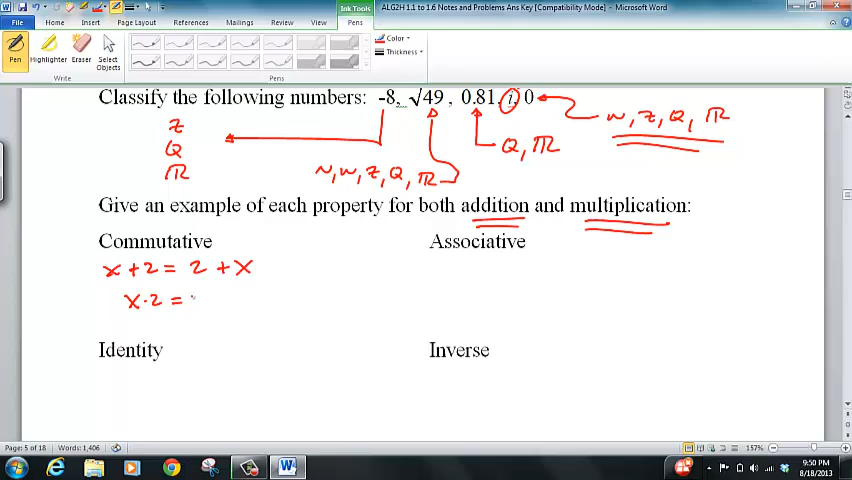 Ink Tools
ALG2H 1.1 to 1.6 Notes and Problems Ans Key [Compatibility Mode] - Microsoft Word
File Home Insert Page Layout References Mailings Review View Pens
Pen Highlighter Eraser Select Objects
Color
Thickness
Write Pens
Classify the following numbers: -8, √49 , 0.81, i, 0
W, Z, Q, R
Z
Q
R
Q, R
N, W, Z, Q, R
Give an example of each property for both addition and multiplication:
Commutative Associative
x + 2 = 2 + x
x · 2 =
Identity Inverse
Page: 5 of 18 Words: 1,406 157%
9:50 PM
8/18/2013